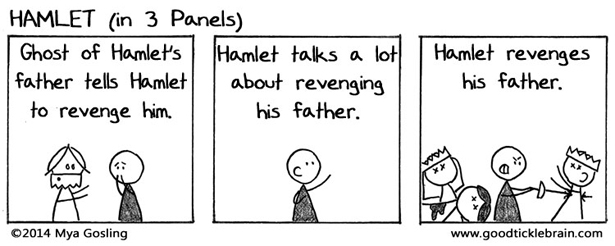 HAMLET (in 3 Panels)
Ghost of Hamlet's
father tells Hamlet
to revenge him.
Hamlet talks a lot
about revenging
his father.
Hamlet revenges
his father.
©2014 Mya Gosling
www.goodticklebrain.com